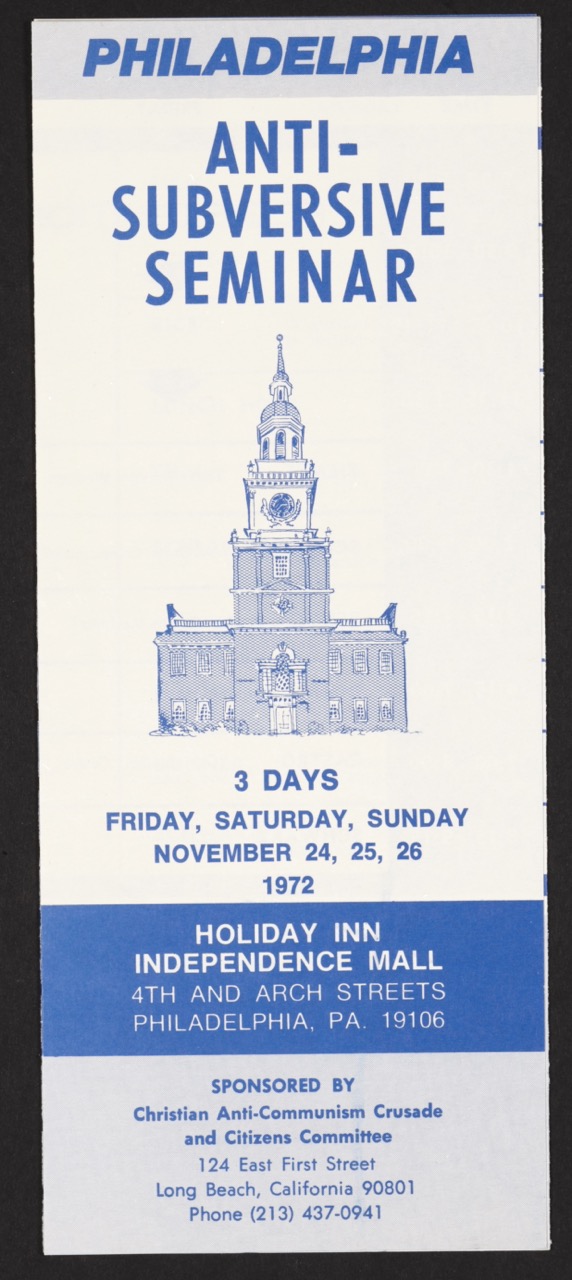 PHILADELPHIA
ANTI-
SUBVERSIVE
SEMINAR
3 DAYS
FRIDAY, SATURDAY, SUNDAY
NOVEMBER 24, 25, 26
1972
HOLIDAY INN
INDEPENDENCE MALL
4TH AND ARCH STREETS
PHILADELPHIA, PA. 19106
SPONSORED BY
Christian Anti-Communism Crusade
and Citizens Committee
124 East First Street
Long Beach, California 90801
Phone (213) 437-0941